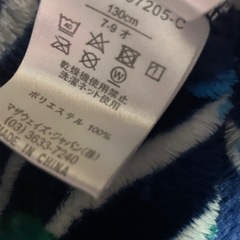 7205-C
130cm
7-9才
乾燥機使用禁止
洗濯ネット使用
ポリエステル 100%
マザウェイズ・ジャパン(株)
(03) 3633-7240
MADE IN CHINA